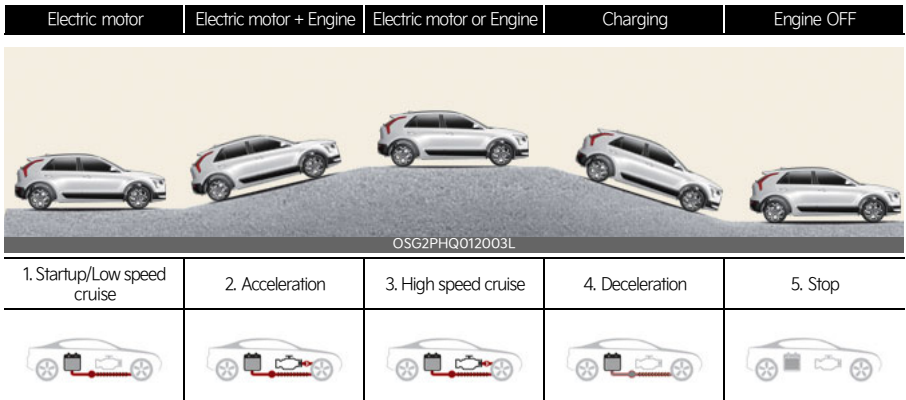 Electric motor
Electric motor + Engine
Electric motor or Engine
Charging
Engine OFF
OSG2PHQ012003L
1. Startup/Low speed
cruise
2. Acceleration
3. High speed cruise
4. Deceleration
5. Stop